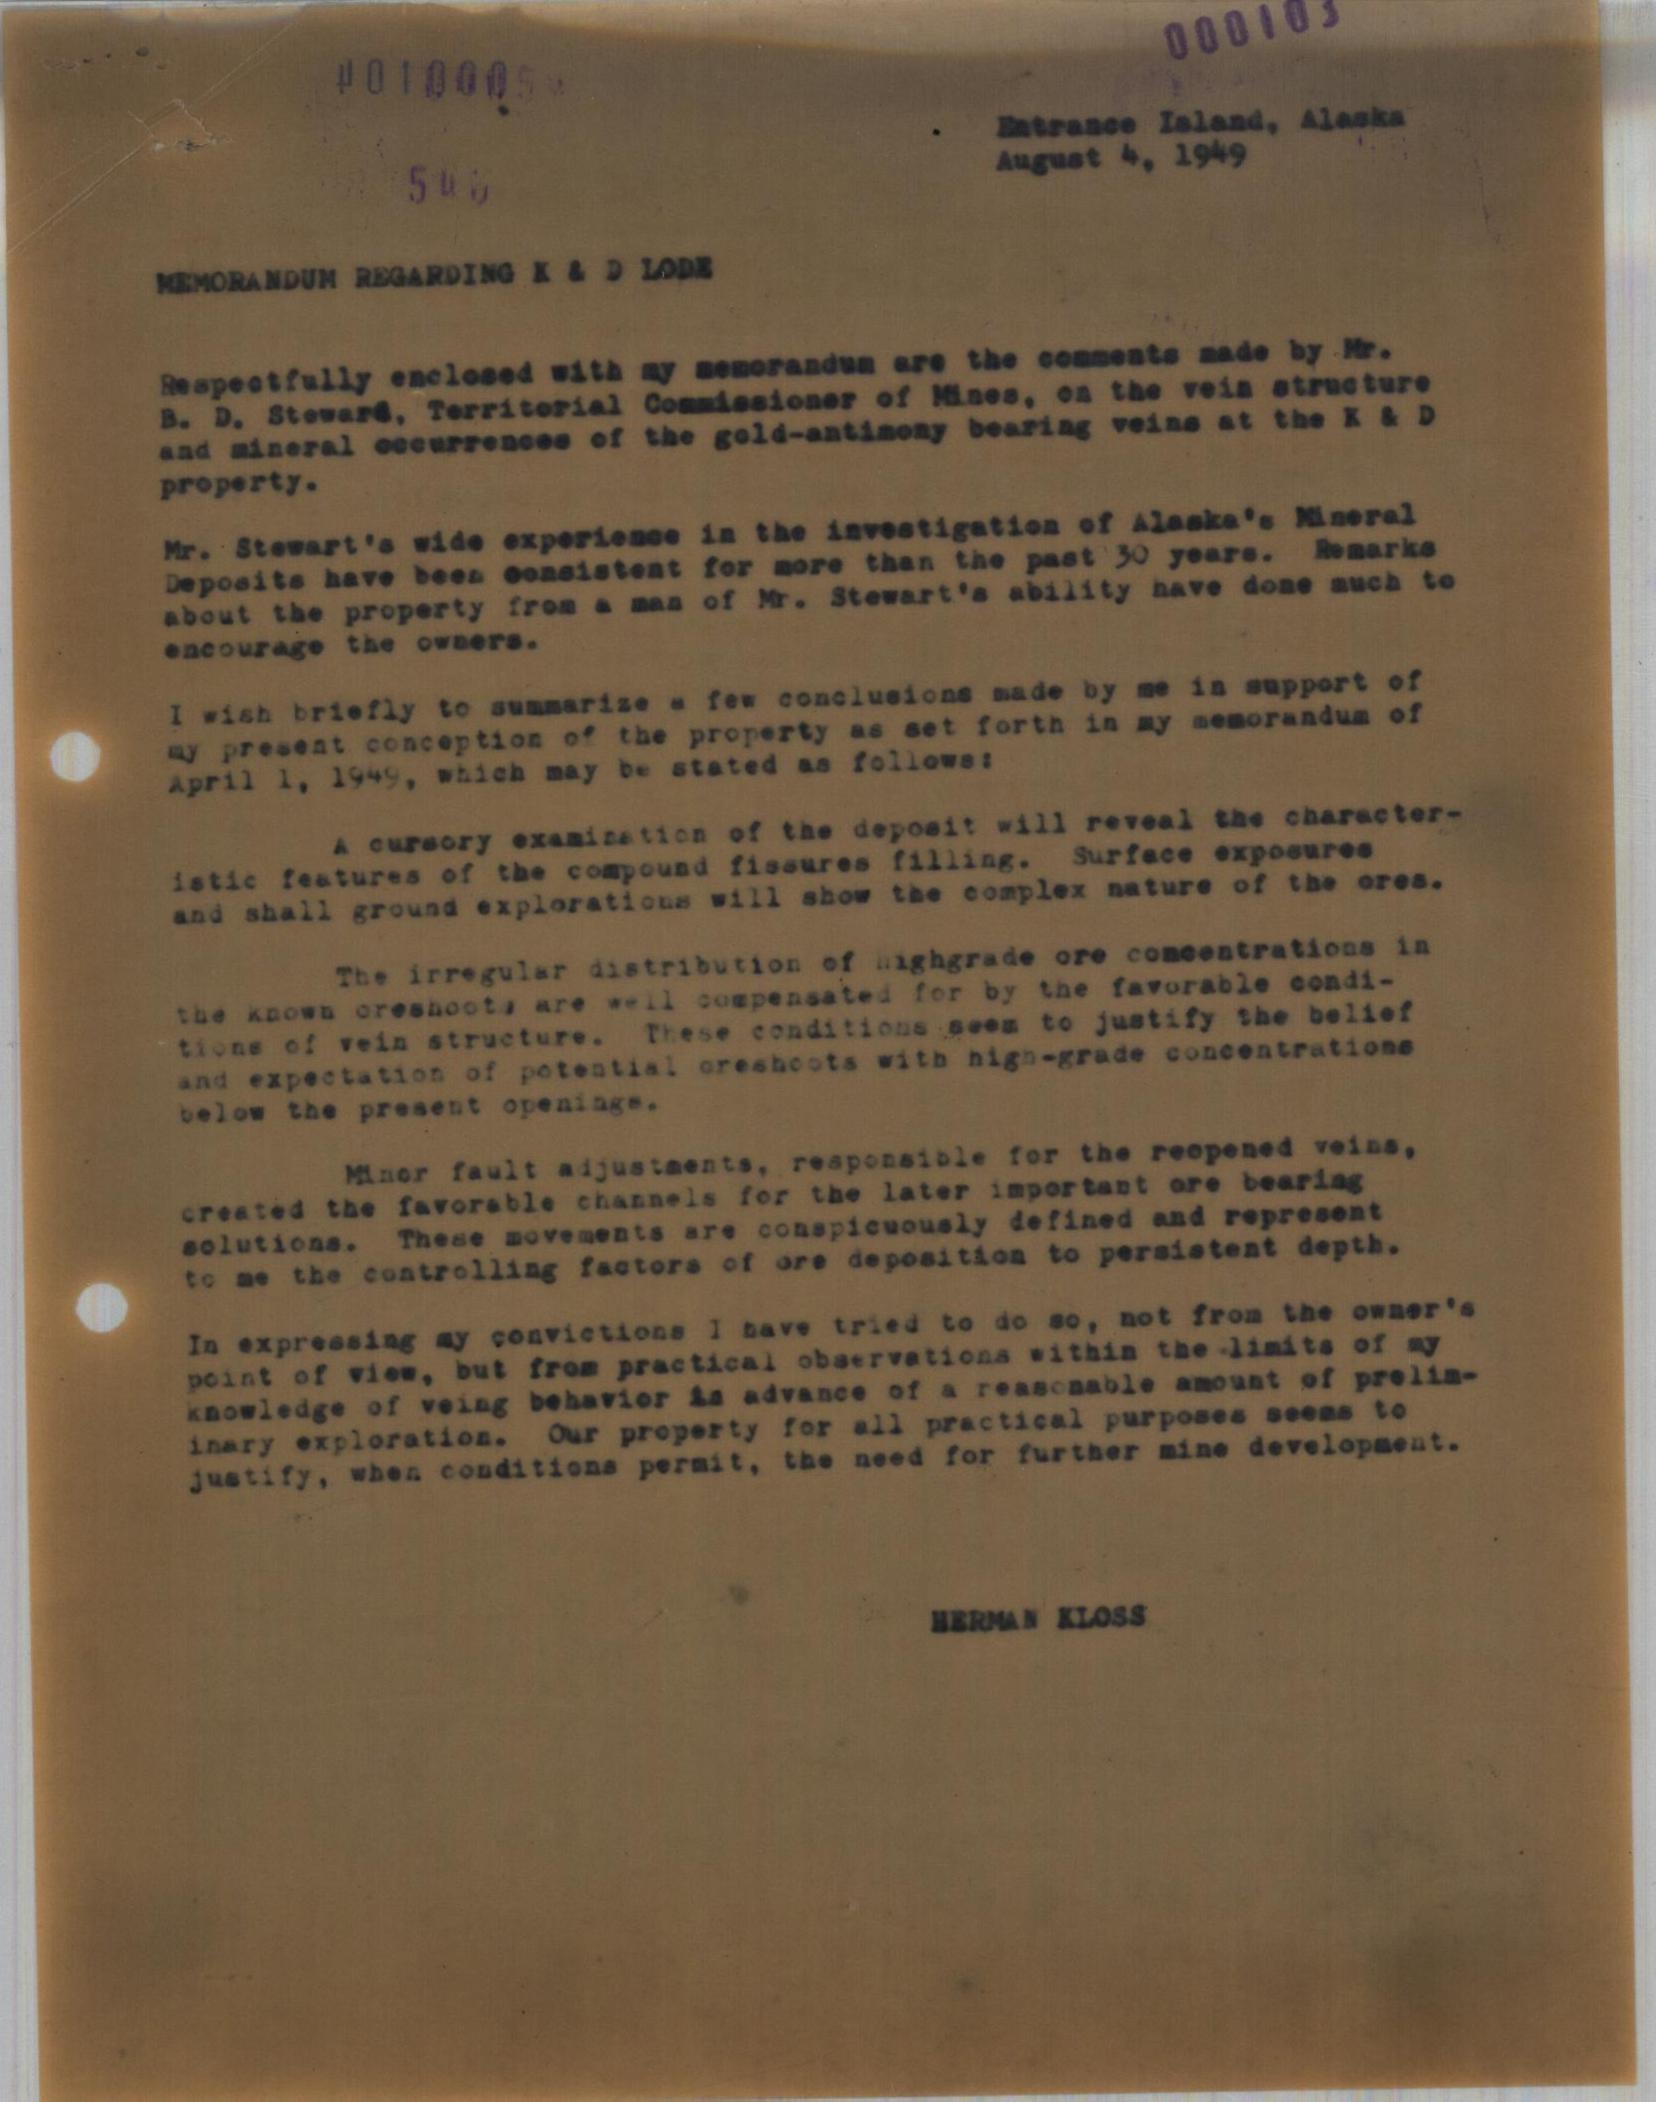 000103
540
Entrance Island, Alaska
August 4, 1949
MEMORANDUM REGARDING K & D LODE
Respectfully enclosed with my memorandum are the comments made by Mr.
B. D. Steward, Territorial Commissioner of Mines, on the vein structure
and mineral occurrences of the gold-antimony bearing veins at the K & D
property.
Mr. Stewart's wide experience in the investigation of Alaska's Mineral
Deposits have been consistent for more than the past 30 years. Remarks
about the property from a man of Mr. Stewart's ability have done much to
encourage the owners.
I wish briefly to summarize a few conclusions made by me in support of
my present conception of the property as set forth in my memorandum of
April 1, 1949, which may be stated as follows:
A cursory examination of the deposit will reveal the character-
istic features of the compound fissures filling. Surface exposures
and shall ground explorations will show the complex nature of the ores.
The irregular distribution of highgrade ore concentrations in
the known oreshoots are well compensated for by the favorable condi-
tions of vein structure. These conditions seem to justify the belief
and expectation of potential oreshoots with high-grade concentrations
below the present openings.
Minor fault adjustments, responsible for the reopened veins,
created the favorable channels for the later important ore bearing
solutions. These movements are conspicuously defined and represent
to me the controlling factors of ore deposition to persistent depth.
In expressing my convictions I have tried to do so, not from the owner's
point of view, but from practical observations within the limits of my
knowledge of veing behavior in advance of a reasonable amount of prelim-
inary exploration. Our property for all practical purposes seems to
justify, when conditions permit, the need for further mine development.
HERMAN KLOSS